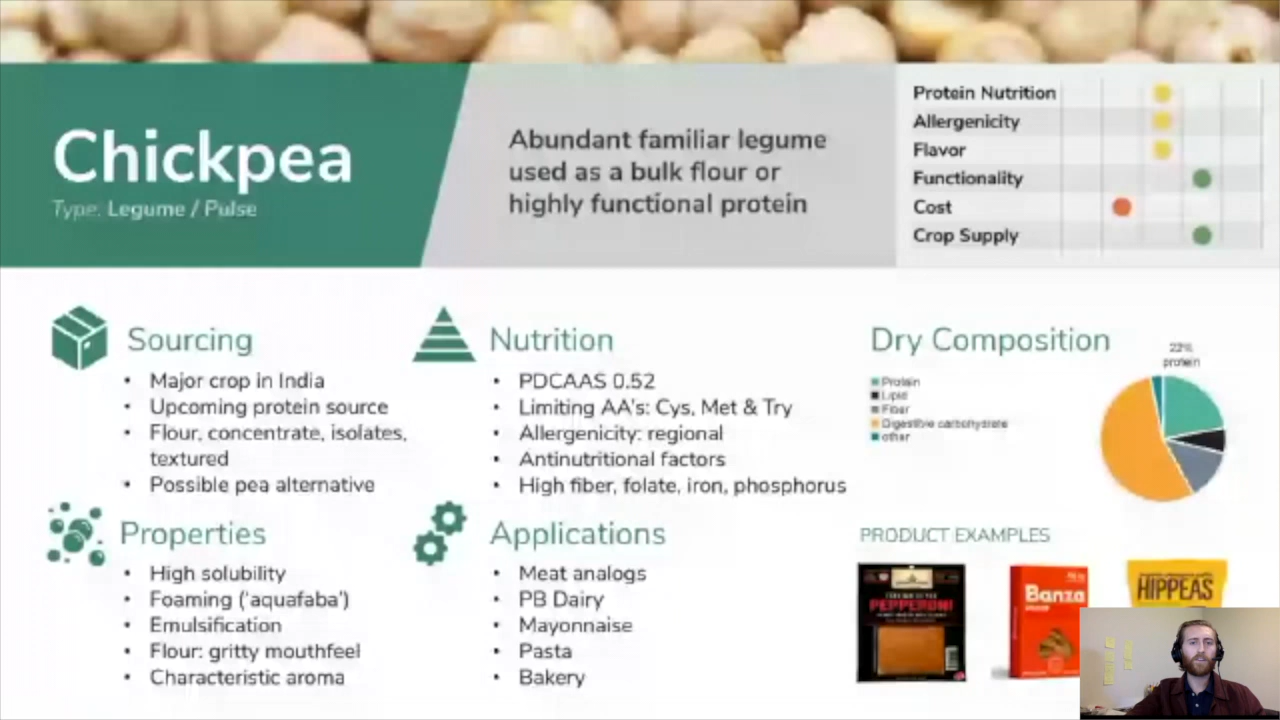 Chickpea
Type: Legume / Pulse
Abundant familiar legume
used as a bulk flour or
highly functional protein
Protein Nutrition
Allergenicity
Flavor
Functionality
Cost
Crop Supply
Sourcing
• Major crop in India
• Upcoming protein source
• Flour, concentrate, isolates,
textured
• Possible pea alternative
Nutrition
• PDCAAS 0.52
• Limiting AA's: Cys, Met & Try
• Allergenicity: regional
• Antinutritional factors
• High fiber, folate, iron, phosphorus
Dry Composition
22%
protein
Protein
Lipid
Fiber
Digestible carbohydrate
other
Properties
• High solubility
• Foaming ('aquafaba')
• Emulsification
• Flour: gritty mouthfeel
• Characteristic aroma
Applications
• Meat analogs
• PB Dairy
• Mayonnaise
• Pasta
• Bakery
PRODUCT EXAMPLES
PEPPERONI
Banza
HIPPEAS